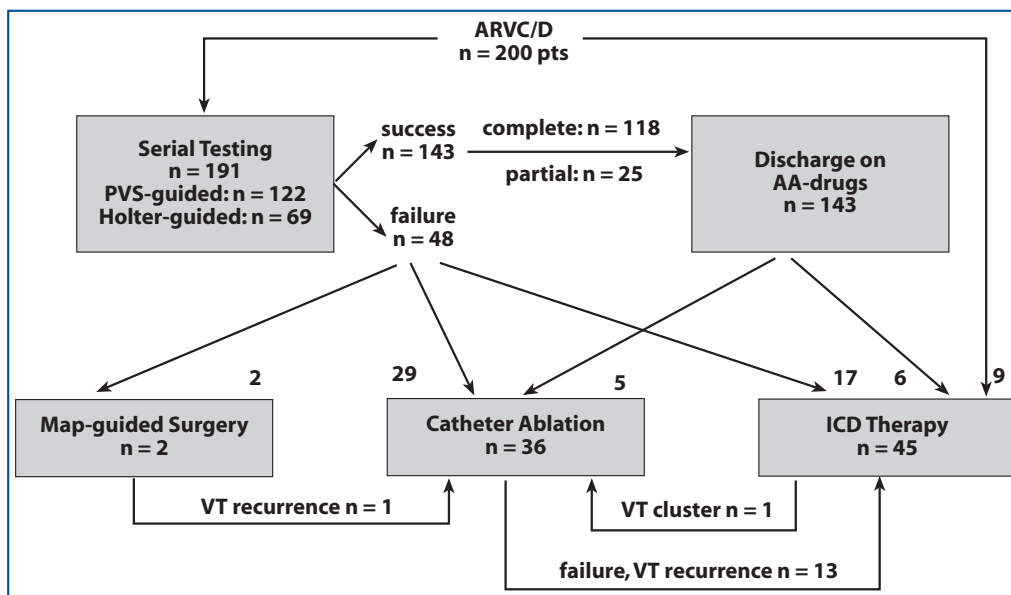 ARVC/D
n = 200 pts
Serial Testing
n = 191
PVS-guided: n = 122
Holter-guided: n = 69
success
n = 143
complete: n = 118
partial: n = 25
failure
n = 48
Discharge on
AA-drugs
n = 143
2
29
5
17
6
9
Map-guided Surgery
n = 2
Catheter Ablation
n = 36
ICD Therapy
n = 45
VT recurrence n = 1
VT cluster n = 1
failure, VT recurrence n = 13